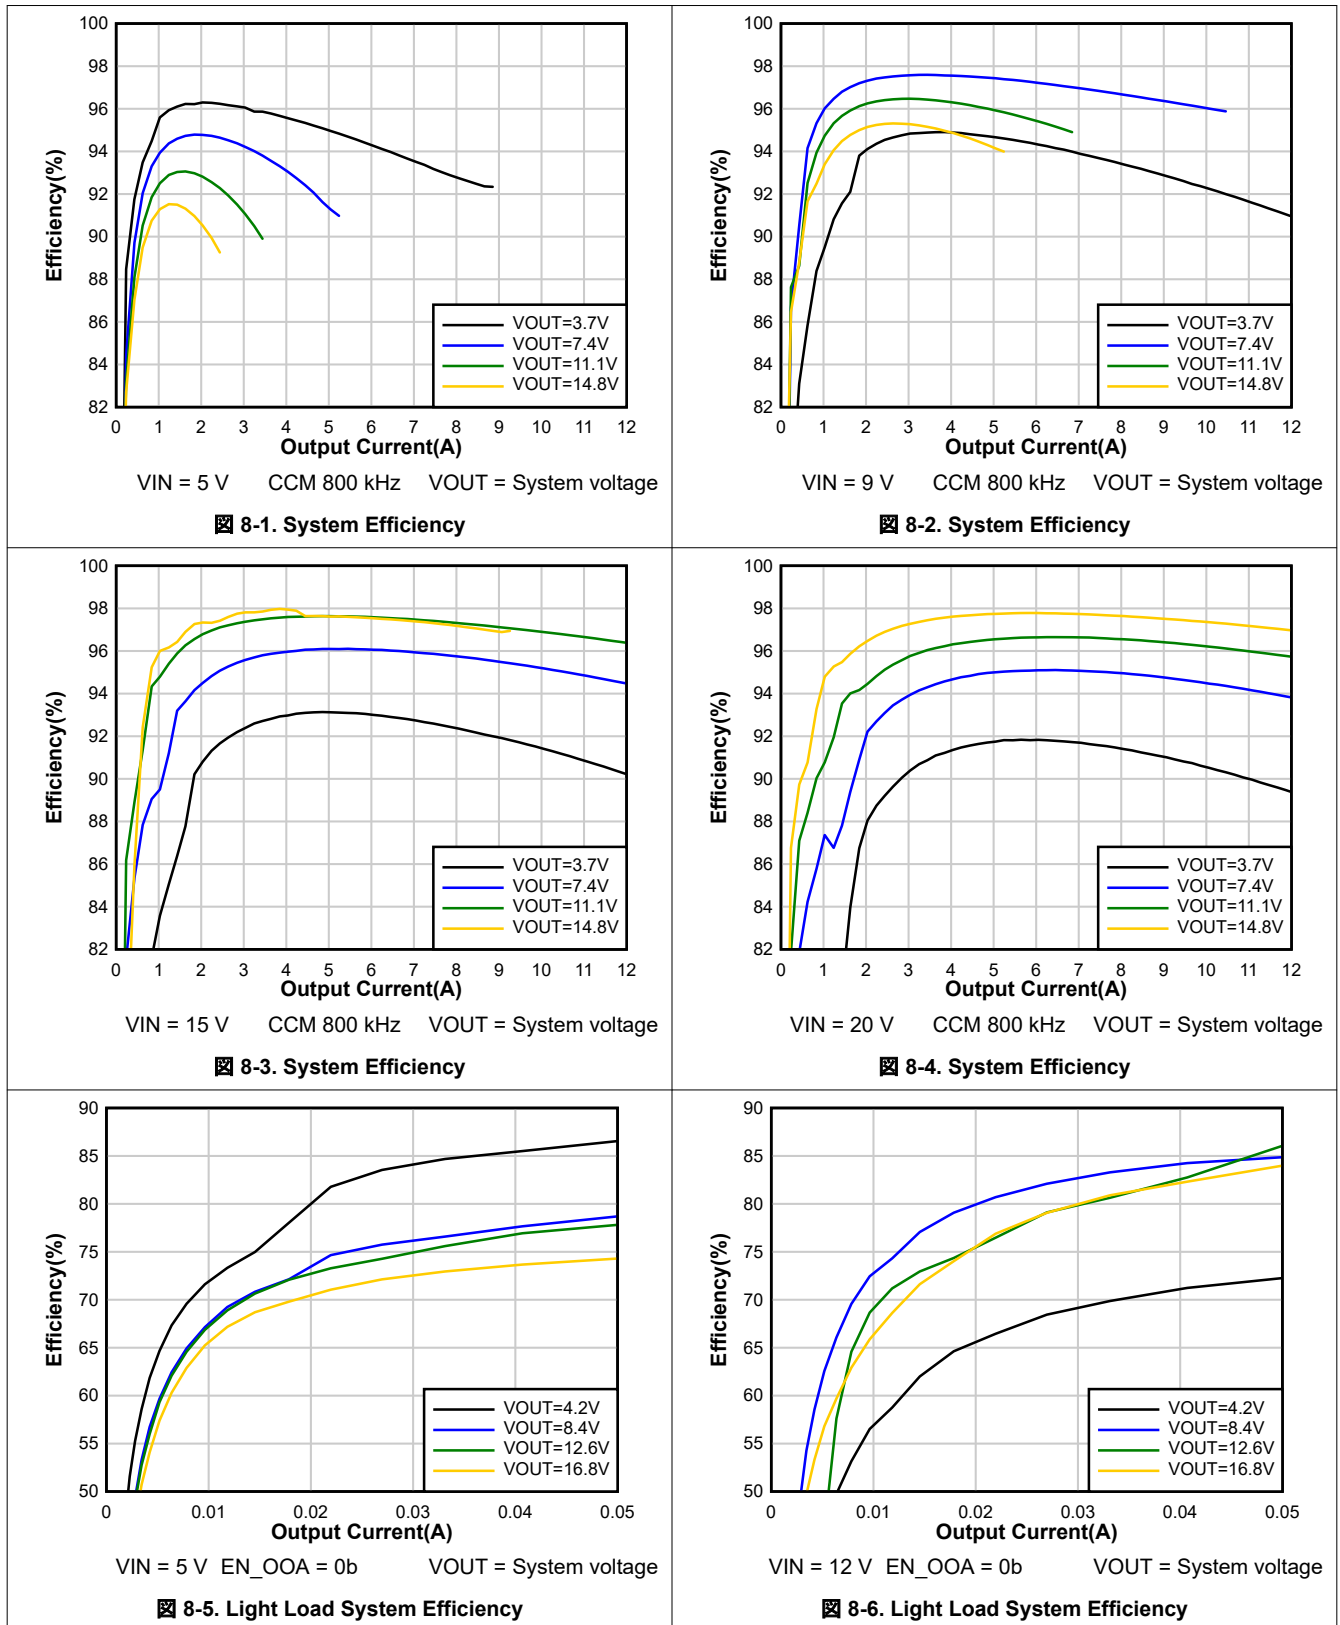 100
98
96
94
92
90
88
86
84
82
Efficiency(%)
VOUT=3.7V
VOUT=7.4V
VOUT=11.1V
VOUT=14.8V
0 1 2 3 4 5 6 7 8 9 10 11 12
Output Current(A)
VIN = 5 V CCM 800 kHz VOUT = System voltage
図 8-1. System Efficiency
100
98
96
94
92
90
88
86
84
82
Efficiency(%)
VOUT=3.7V
VOUT=7.4V
VOUT=11.1V
VOUT=14.8V
0 1 2 3 4 5 6 7 8 9 10 11 12
Output Current(A)
VIN = 9 V CCM 800 kHz VOUT = System voltage
図 8-2. System Efficiency
100
98
96
94
92
90
88
86
84
82
Efficiency(%)
VOUT=3.7V
VOUT=7.4V
VOUT=11.1V
VOUT=14.8V
0 1 2 3 4 5 6 7 8 9 10 11 12
Output Current(A)
VIN = 15 V CCM 800 kHz VOUT = System voltage
図 8-3. System Efficiency
100
98
96
94
92
90
88
86
84
82
Efficiency(%)
VOUT=3.7V
VOUT=7.4V
VOUT=11.1V
VOUT=14.8V
0 1 2 3 4 5 6 7 8 9 10 11 12
Output Current(A)
VIN = 20 V CCM 800 kHz VOUT = System voltage
図 8-4. System Efficiency
90
85
80
75
70
65
60
55
50
Efficiency(%)
VOUT=4.2V
VOUT=8.4V
VOUT=12.6V
VOUT=16.8V
0 0.01 0.02 0.03 0.04 0.05
Output Current(A)
VIN = 5 V EN_OOA = 0b VOUT = System voltage
図 8-5. Light Load System Efficiency
90
85
80
75
70
65
60
55
50
Efficiency(%)
VOUT=4.2V
VOUT=8.4V
VOUT=12.6V
VOUT=16.8V
0 0.01 0.02 0.03 0.04 0.05
Output Current(A)
VIN = 12 V EN_OOA = 0b VOUT = System voltage
図 8-6. Light Load System Efficiency